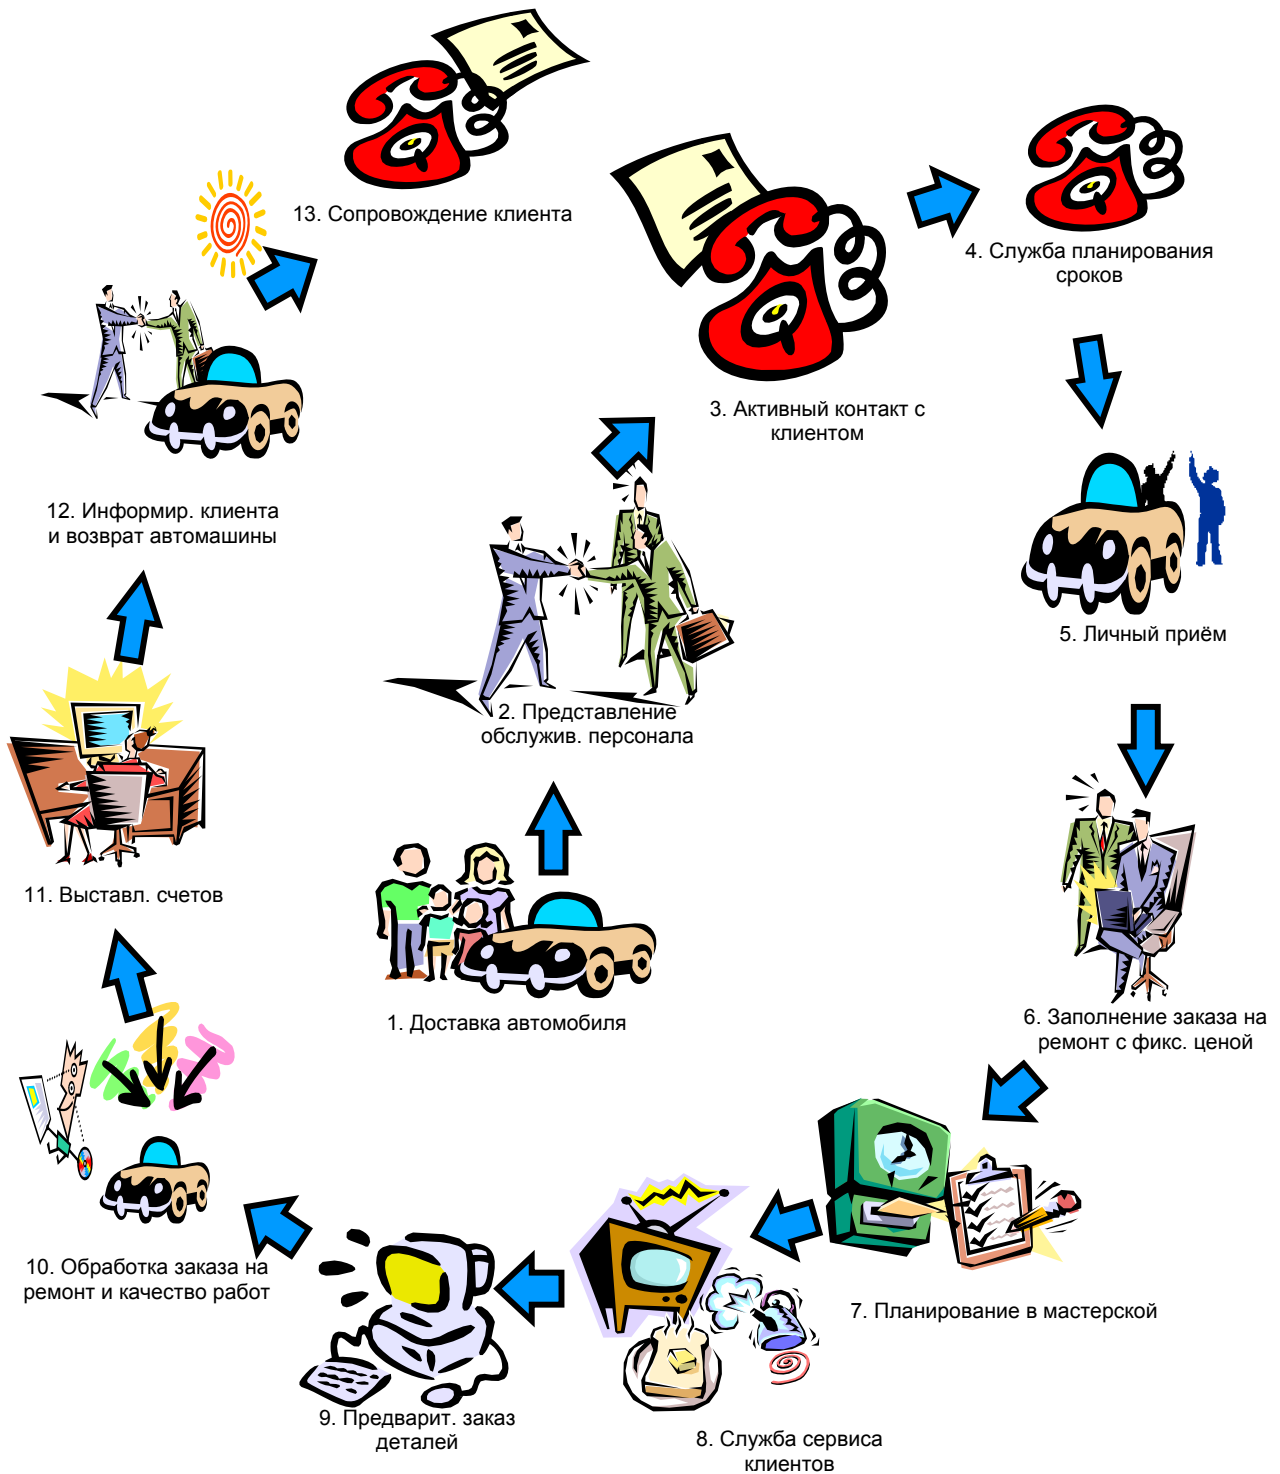 13. Сопровождение клиента
4. Служба планирования
сроков
3. Активный контакт с
клиентом
12. Информир. клиента
и возврат автомашины
5. Личный приём
2. Представление
обслужив. персонала
11. Выставл. счетов
1. Доставка автомобиля
6. Заполнение заказа на
ремонт с фикс. ценой
10. Обработка заказа на
ремонт и качество работ
7. Планирование в мастерской
9. Предварит. заказ
деталей
8. Служба сервиса
клиентов